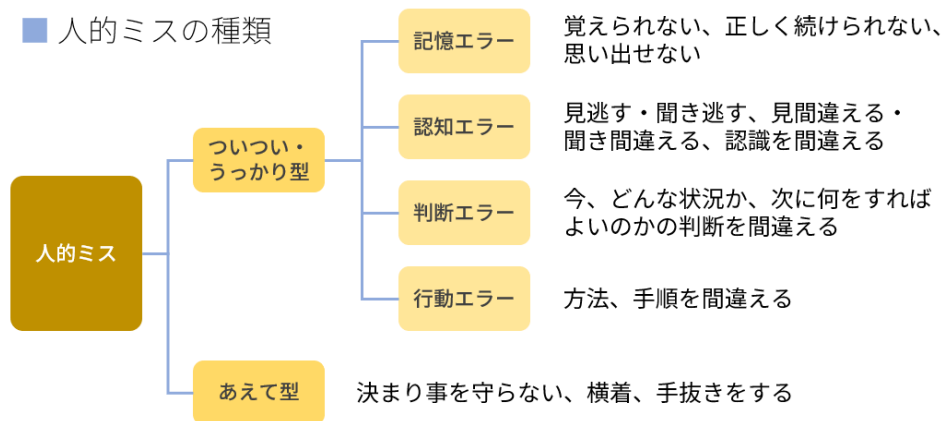 人的ミスの種類
人的ミス
ついつい・
うっかり型
記憶エラー
覚えられない、正しく続けられない、
思い出せない
認知エラー
見逃す・聞き逃す、見間違える・
聞き間違える、認識を間違える
判断エラー
今、どんな状況か、次に何をすれば
よいのかの判断を間違える
行動エラー
方法、手順を間違える
あえて型
決まり事を守らない、横着、手抜きをする